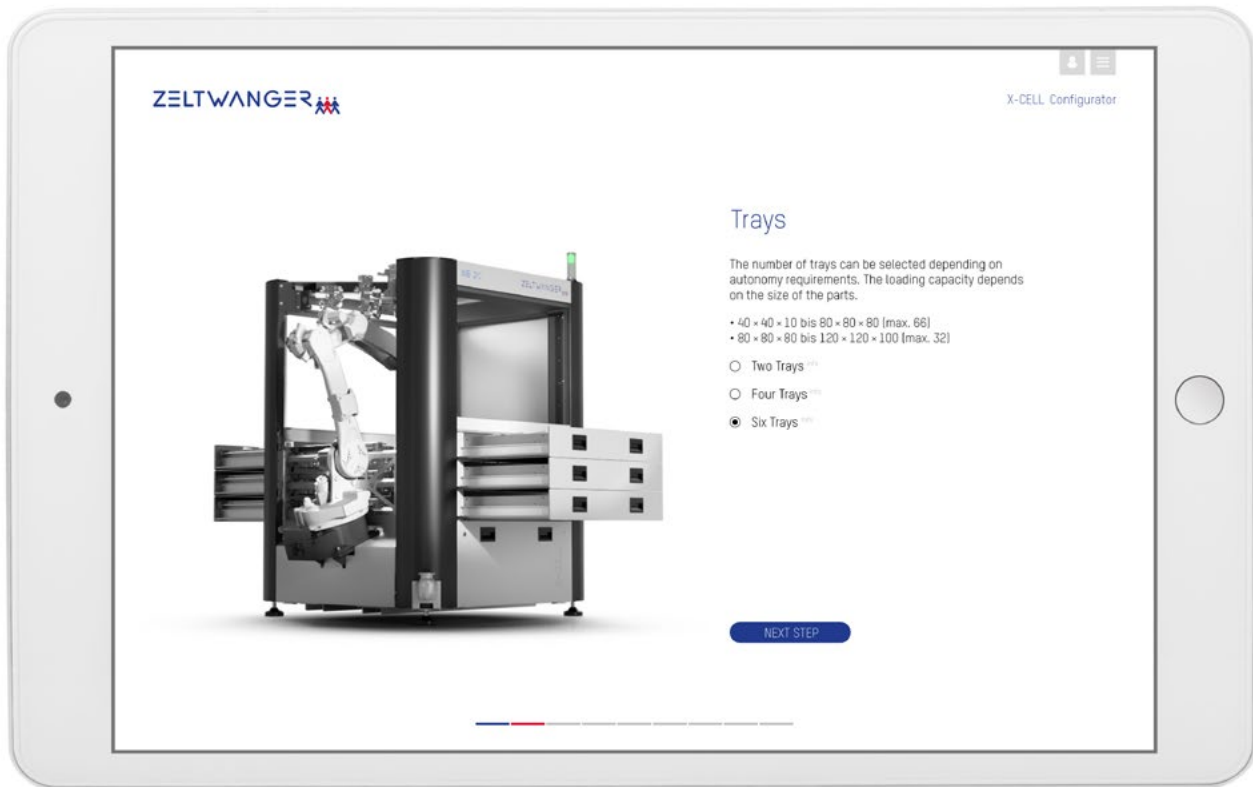 ZELTWANGER
X-CELL Configurator
Trays
The number of trays can be selected depending on
autonomy requirements. The loading capacity depends
on the size of the parts.
• 40 × 40 × 10 bis 80 × 80 × 80 (max. 66)
• 80 × 80 × 80 bis 120 × 120 × 100 (max. 32)
Two Trays
Four Trays
Six Trays
ZELTWANGER
NEXT STEP